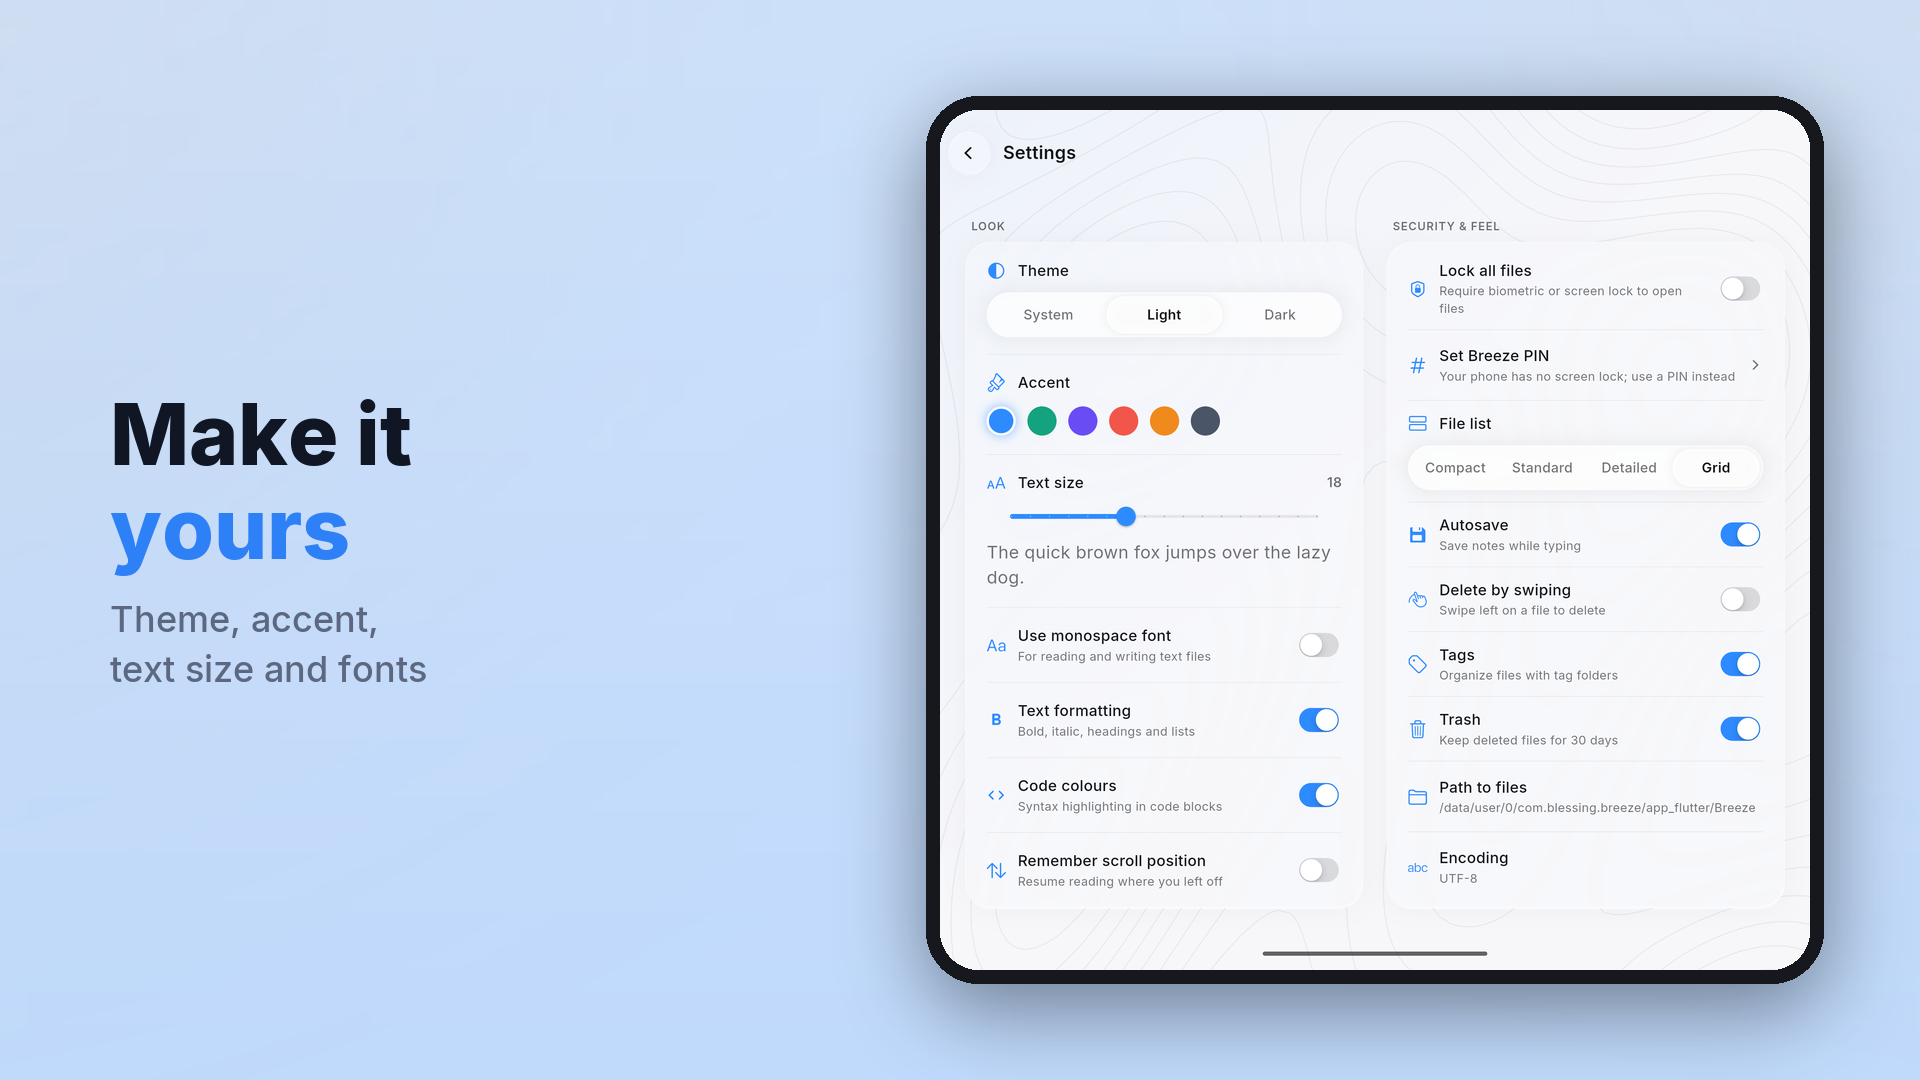 Make it
yours
Theme, accent,
text size and fonts
Settings
LOOK
Theme
System Light Dark
Accent
AA Text size 18
The quick brown fox jumps over the lazy
dog.
Aa Use monospace font
For reading and writing text files
B Text formatting
Bold, italic, headings and lists
Code colours
Syntax highlighting in code blocks
Remember scroll position
Resume reading where you left off
SECURITY & FEEL
Lock all files
Require biometric or screen lock to open
files
# Set Breeze PIN
Your phone has no screen lock; use a PIN instead
File list
Compact Standard Detailed Grid
Autosave
Save notes while typing
Delete by swiping
Swipe left on a file to delete
Tags
Organize files with tag folders
Trash
Keep deleted files for 30 days
Path to files
/data/user/0/com.blessing.breeze/app_flutter/Breeze
abc Encoding
UTF-8